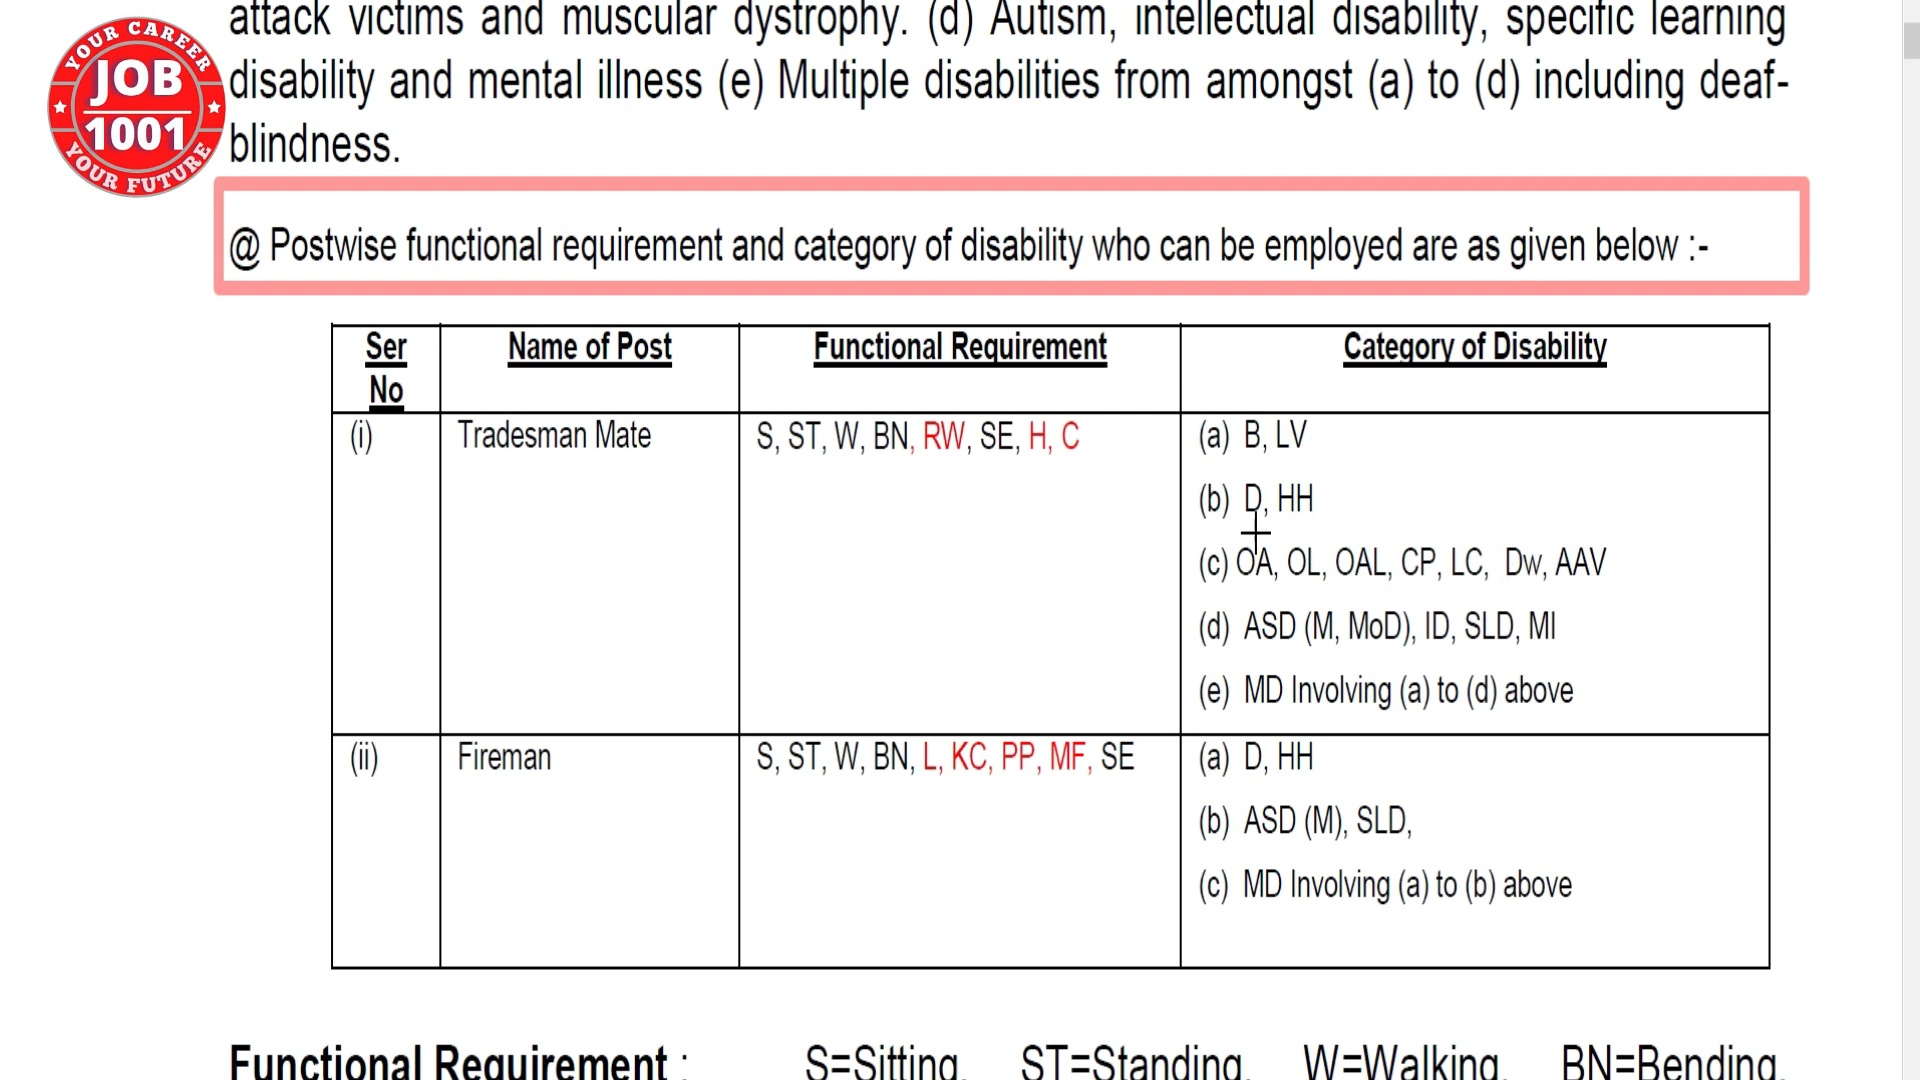 attack victims and muscular dystrophy. (d) Autism, intellectual disability, specific learning
disability and mental illness (e) Multiple disabilities from amongst (a) to (d) including deaf-
blindness.
YOUR CAREER
JOB
1001
YOUR FUTURE
@ Postwise functional requirement and category of disability who can be employed are as given below :-
Ser No
Name of Post
Functional Requirement
Category of Disability
(i)
Tradesman Mate
S, ST, W, BN, RW, SE, H, C
(a) B, LV
(b) D, HH
(c) OA, OL, OAL, CP, LC, Dw, AAV
(d) ASD (M, MoD), ID, SLD, MI
(e) MD Involving (a) to (d) above
(ii)
Fireman
S, ST, W, BN, L, KC, PP, MF, SE
(a) D, HH
(b) ASD (M), SLD,
(c) MD Involving (a) to (b) above
Functional Requirement : S=Sitting, ST=Standing, W=Walking, BN=Bending,